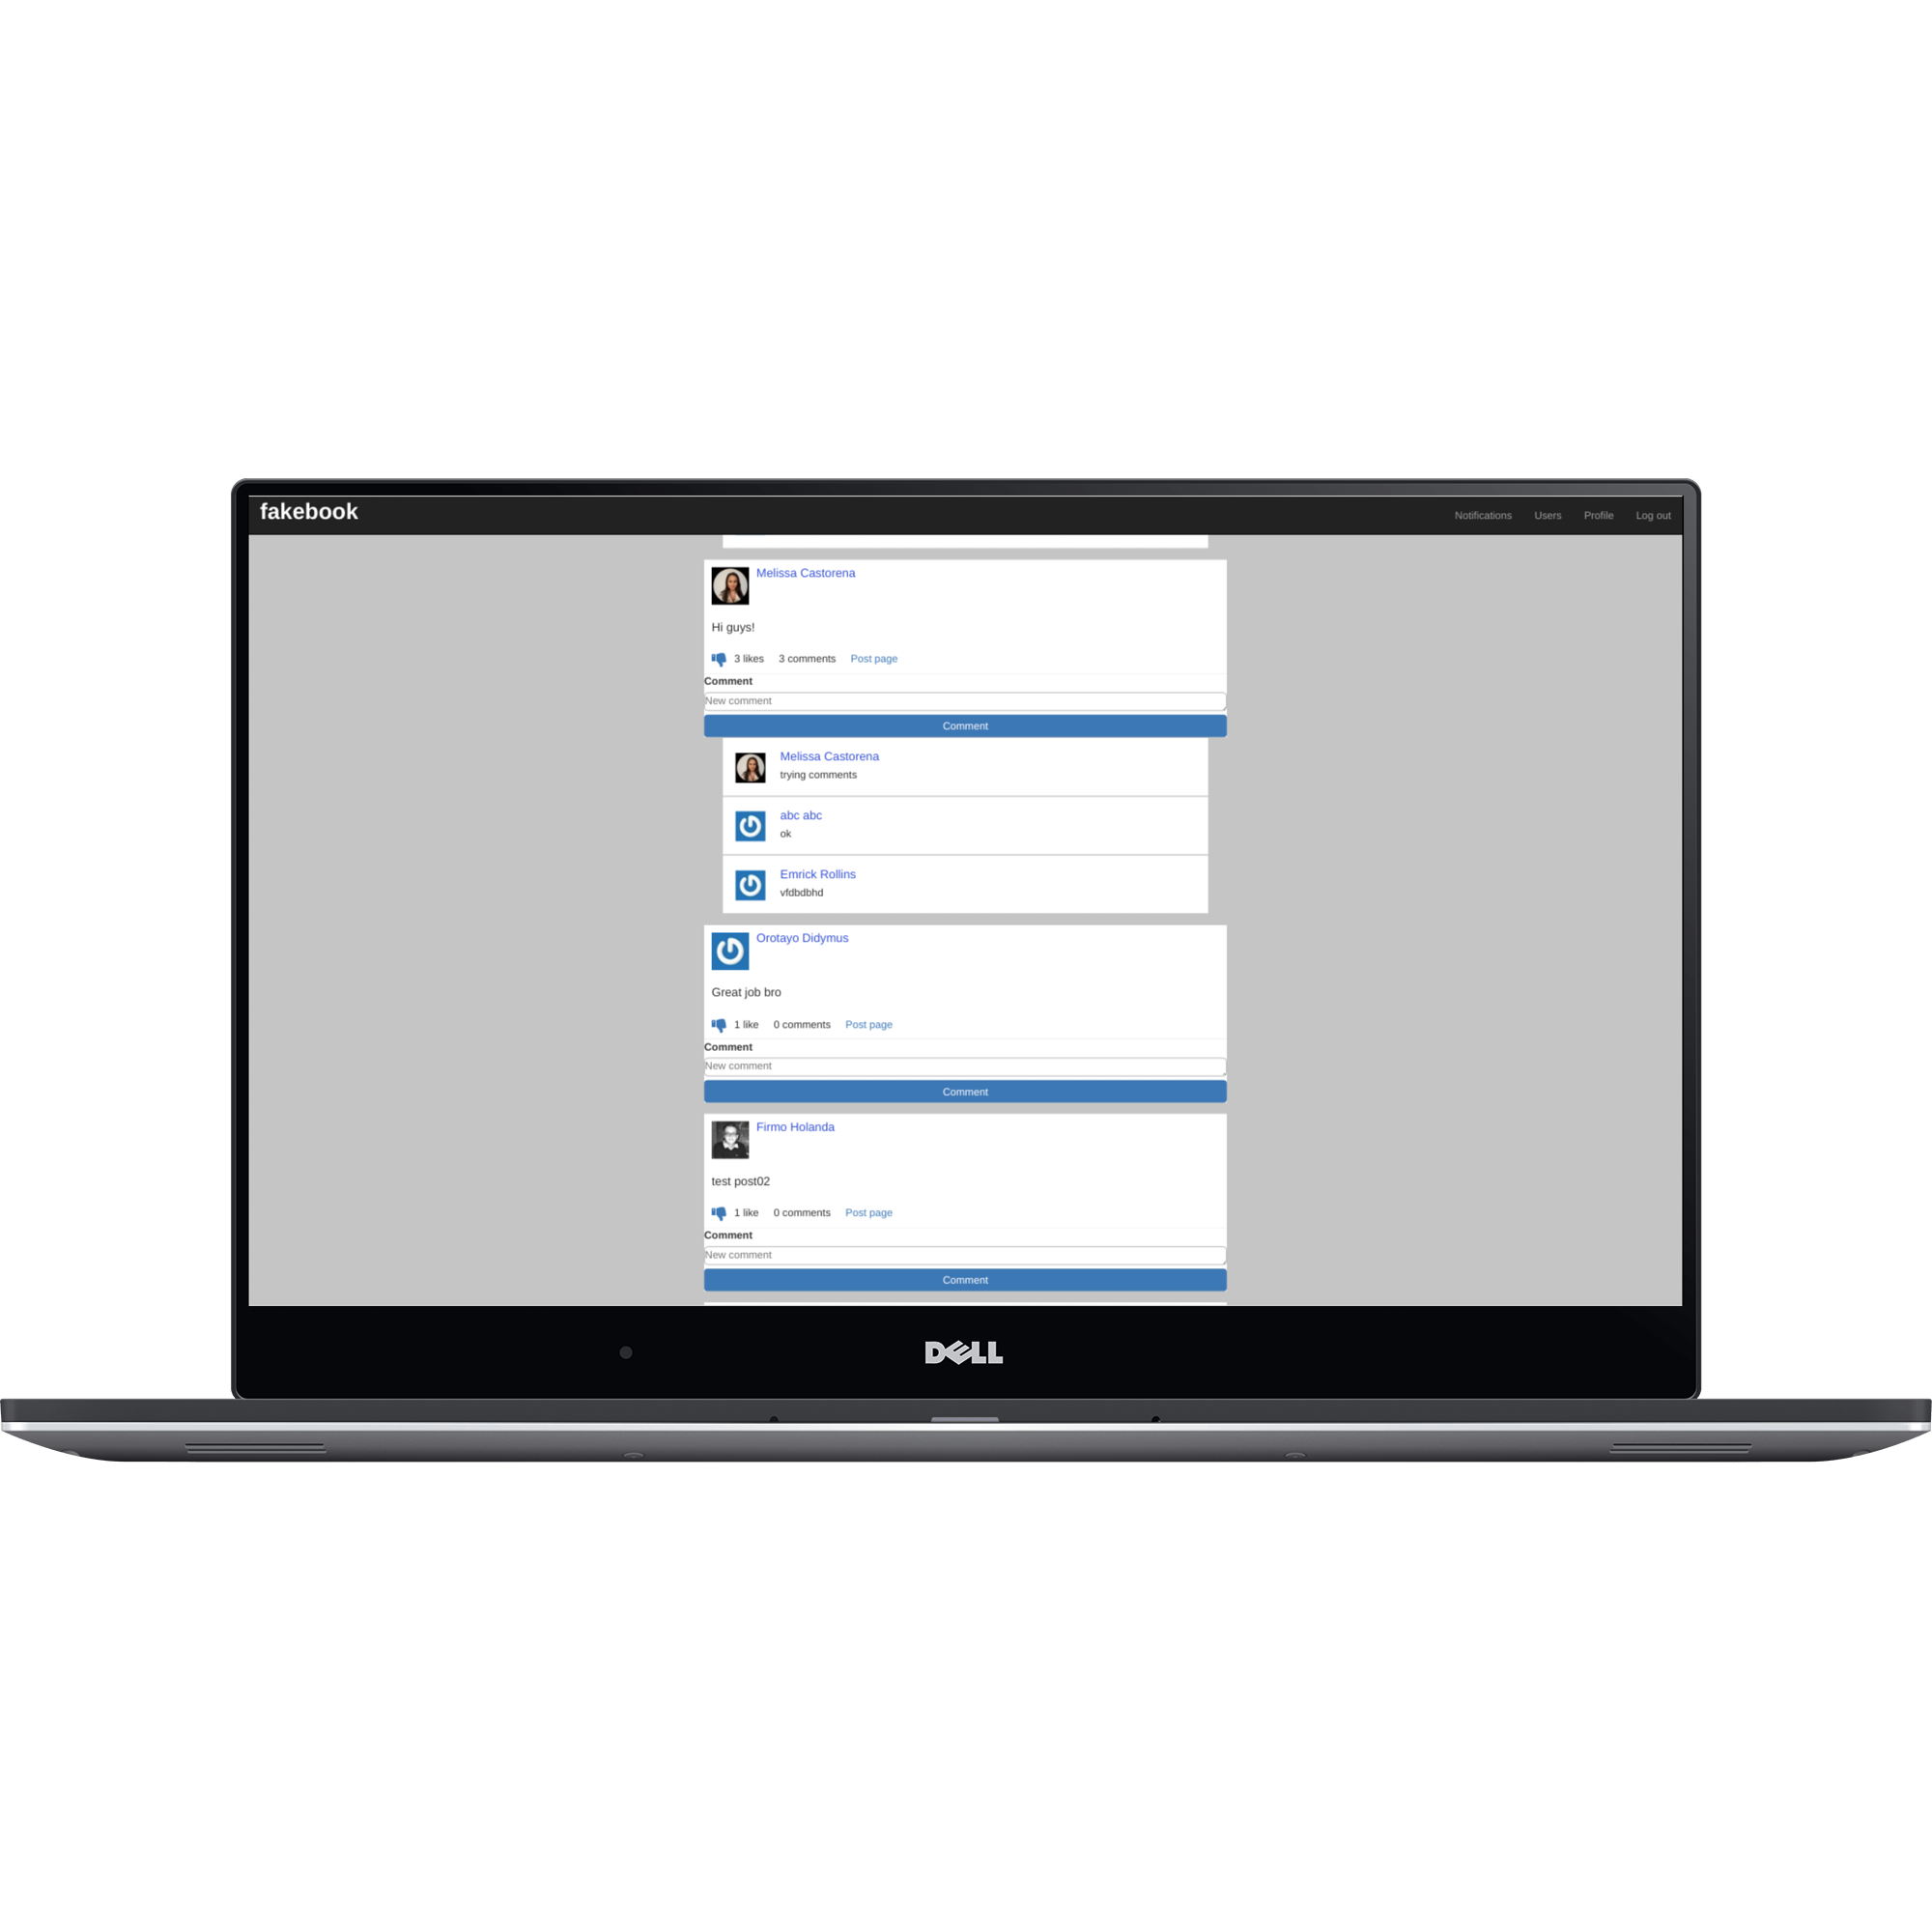 fakebook
Notifications Users Profile Log out
Melissa Castorena
Hi guys!
3 likes 3 comments Post page
Comment
New comment
Comment
Melissa Castorena
trying comments
abc abc
ok
Emrick Rollins
vfdbdbhd
Orotayo Didymus
Great job bro
1 like 0 comments Post page
Comment
New comment
Comment
Firmo Holanda
test post02
1 like 0 comments Post page
Comment
New comment
Comment
DELL